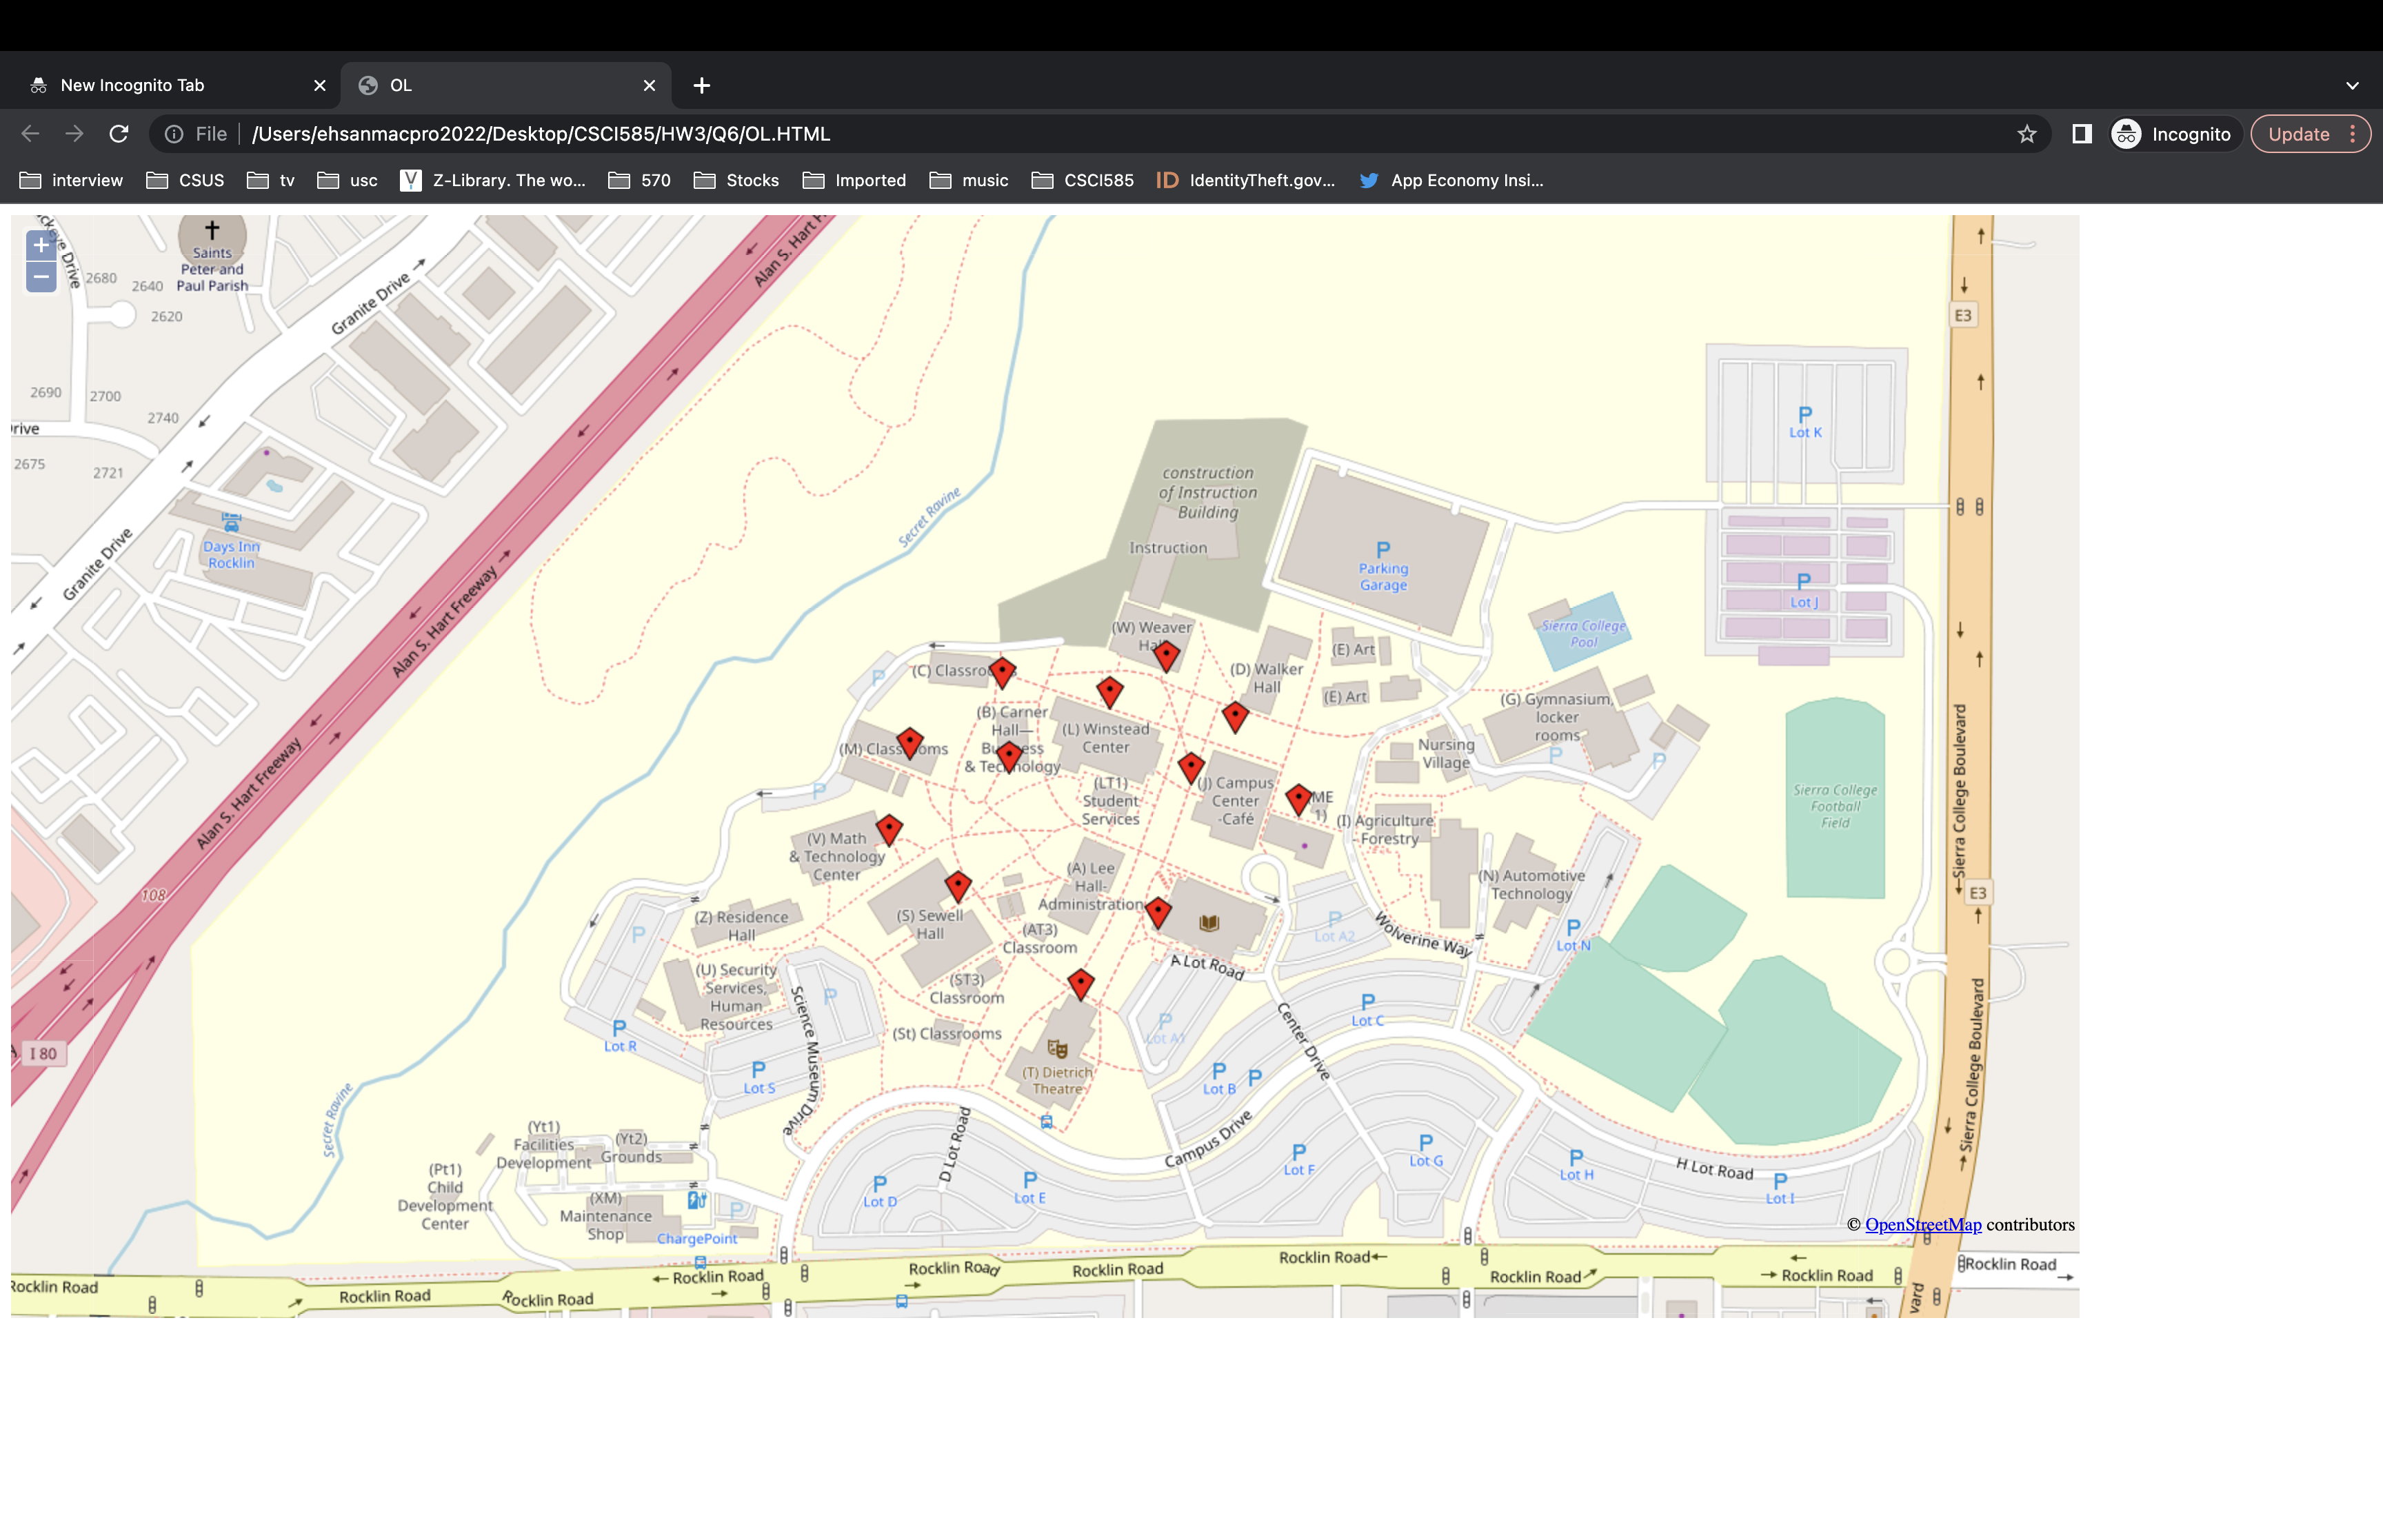 New Incognito Tab
OL
File
/Users/ehsanmacpro2022/Desktop/CSCI585/HW3/Q6/OL.HTML
Incognito
Update
interview
CSUS
tv
usc
Z-Library. The wo...
570
Stocks
Imported
music
CSCI585
ID IdentityTheft.gov...
App Economy Insi...
+
−
Saints
Peter and
Paul Parish
2680
2640
2620
Granite Drive
Alan S. Hart
2690
2700
2740
2675
2721
Days Inn
Rocklin
Granite Drive
Alan S. Hart Freeway
Alan S. Hart Freeway
108
I 80
Secret Ravine
Secret Ravine
construction
of Instruction
Building
Instruction
P
Parking
Garage
P
Lot K
P
Lot J
E3
E3
Sierra College Boulevard
Sierra College Boulevard
Sierra College
Pool
Sierra College
Football
Field
(W) Weaver
(C)
(D) Walker
Hall
(E) Art
(E) Art
(G) Gymnasium,
locker
rooms
P
P
Nursing
Village
(B) Carner
Hall—
& Technology
(L) Winstead
Center
(M)
(LT1)
Student
Services
(J) Campus
Center
-Café
(I) Agriculture
- Forestry
(V) Math
& Technology
Center
(A) Lee
Hall-
Administration
(N) Automotive
Technology
(Z) Residence
Hall
(S) Sewell
Hall
(AT3)
Classroom
(ST3)
Classroom
(St) Classrooms
(U) Security
Services,
Human
Resources
(T) Dietrich
Theatre
Science Museum Drive
A Lot Road
Center Drive
Wolverine Way
P
P
P
P
P
Lot R
P
Lot S
P
Lot A1
P
Lot A2
P
Lot B
P
P
Lot C
P
Lot N
P
Lot D
P
Lot E
P
Lot F
P
Lot G
P
Lot H
P
Lot I
D Lot Road
Campus Drive
H Lot Road
(Yt1)
Facilities
Development
(Yt2)
Grounds
(Pt1)
Child
Development
Center
(XM)
Maintenance
Shop
P
ChargePoint
© OpenStreetMap contributors
Rocklin Road
Rocklin Road
Rocklin Road
Rocklin Road
Rocklin Road
Rocklin Road
Rocklin Road
Rocklin Road
Rocklin Road